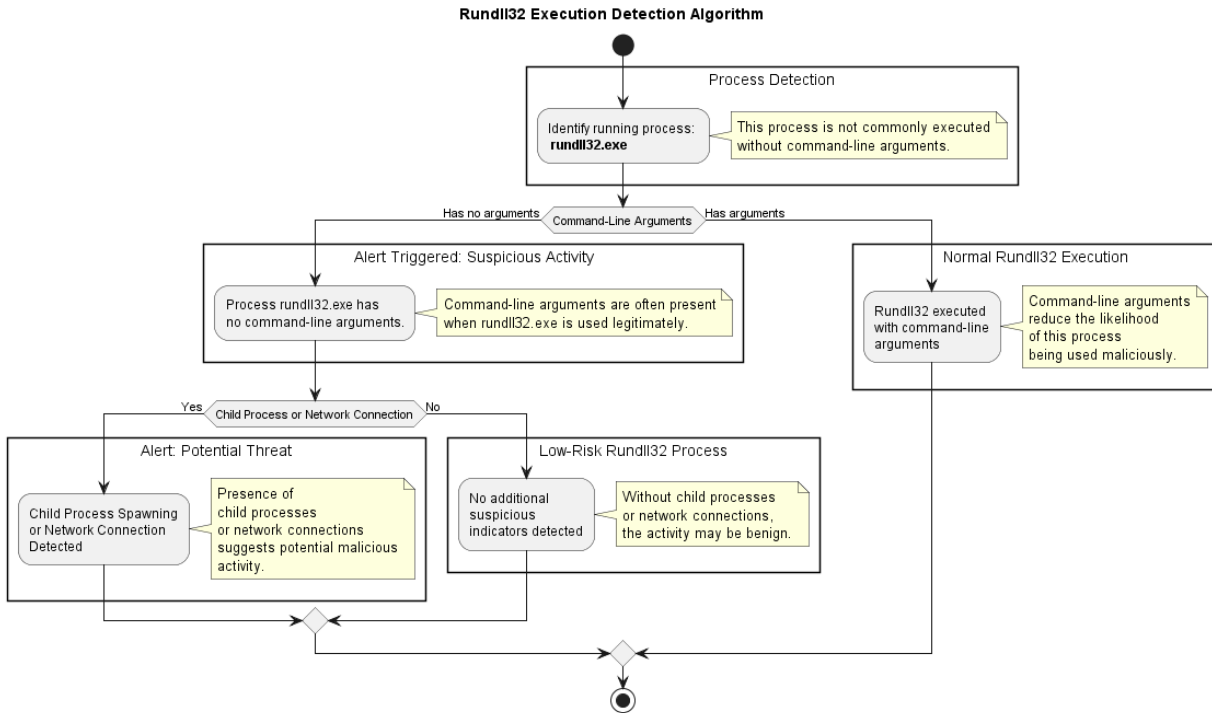 Rundll32 Execution Detection Algorithm
Process Detection
Identify running process:
rundll32.exe
This process is not commonly executed
without command-line arguments.
Has no arguments
Command-Line Arguments
Has arguments
Alert Triggered: Suspicious Activity
Process rundll32.exe has
no command-line arguments.
Command-line arguments are often present
when rundll32.exe is used legitimately.
Normal Rundll32 Execution
Rundll32 executed
with command-line
arguments
Command-line arguments
reduce the likelihood
of this process
being used maliciously.
Yes
Child Process or Network Connection
No
Alert: Potential Threat
Child Process Spawning
or Network Connection
Detected
Presence of
child processes
or network connections
suggests potential malicious
activity.
Low-Risk Rundll32 Process
No additional
suspicious
indicators detected
Without child processes
or network connections,
the activity may be benign.